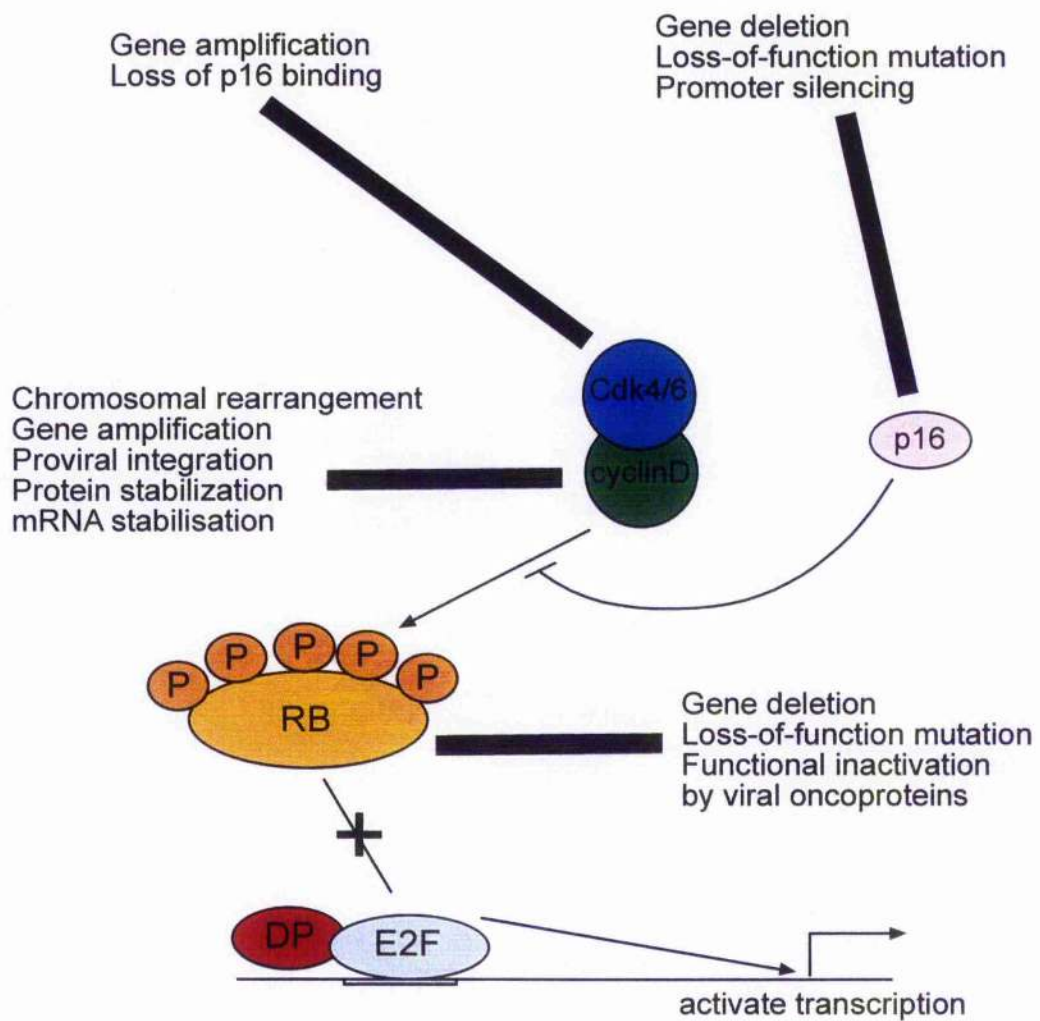 Gene amplification
Loss of p16 binding
Gene deletion
Loss-of-function mutation
Promoter silencing
Cdk4/6
Chromosomal rearrangement
Gene amplification
Proviral integration
Protein stabilization
mRNA stabilisation
cyclinD
p16
P
P
P
P
P
RB
Gene deletion
Loss-of-function mutation
Functional inactivation
by viral oncoproteins
DP
E2F
activate transcription